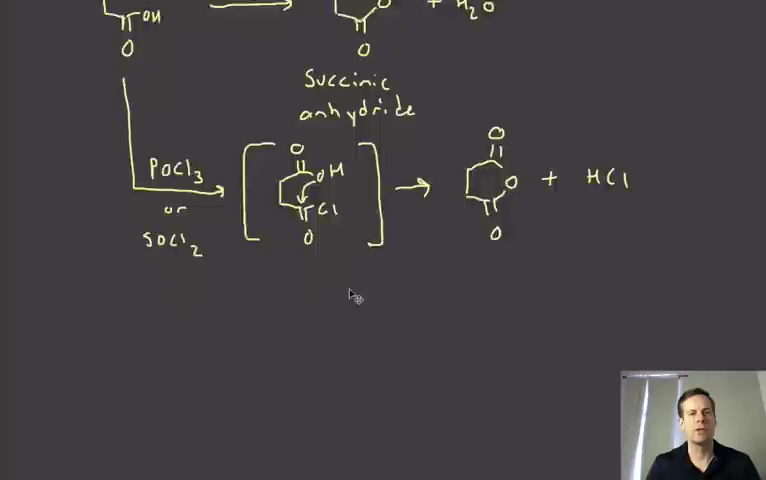 OH
O
O
O
+ H2O
Succinic
anhydride
POCl3
or
SOCl2
O
OH
Cl
O
O
O
O
+ HCl